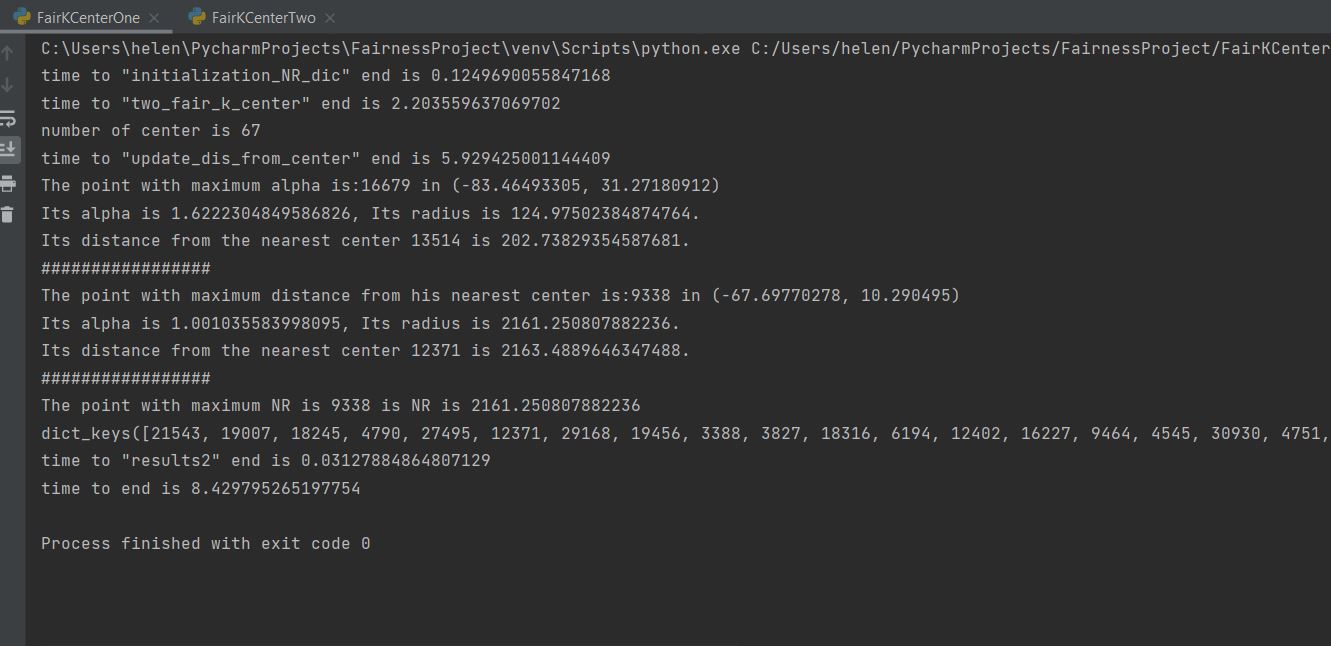 FairKCenterOne FairKCenterTwo
C:\Users\helen\PycharmProjects\FairnessProject\venv\Scripts\python.exe C:/Users/helen/PycharmProjects/FairnessProject/FairKCenter
time to "initialization_NR_dic" end is 0.1249690055847168
time to "two_fair_k_center" end is 2.203559637069702
number of center is 67
time to "update_dis_from_center" end is 5.929425001144409
The point with maximum alpha is:16679 in (-83.46493305, 31.27180912)
Its alpha is 1.6222304849586826, Its radius is 124.97502384874764.
Its distance from the nearest center 13514 is 202.73829354587681.
#################
The point with maximum distance from his nearest center is:9338 in (-67.69770278, 10.290495)
Its alpha is 1.001035583998095, Its radius is 2161.250807882236.
Its distance from the nearest center 12371 is 2163.4889646347488.
#################
The point with maximum NR is 9338 is NR is 2161.250807882236
dict_keys([21543, 19007, 18245, 4790, 27495, 12371, 29168, 19456, 3388, 3827, 18316, 6194, 12402, 16227, 9464, 4545, 30930, 4751,
time to "results2" end is 0.03127884864807129
time to end is 8.429795265197754
Process finished with exit code 0